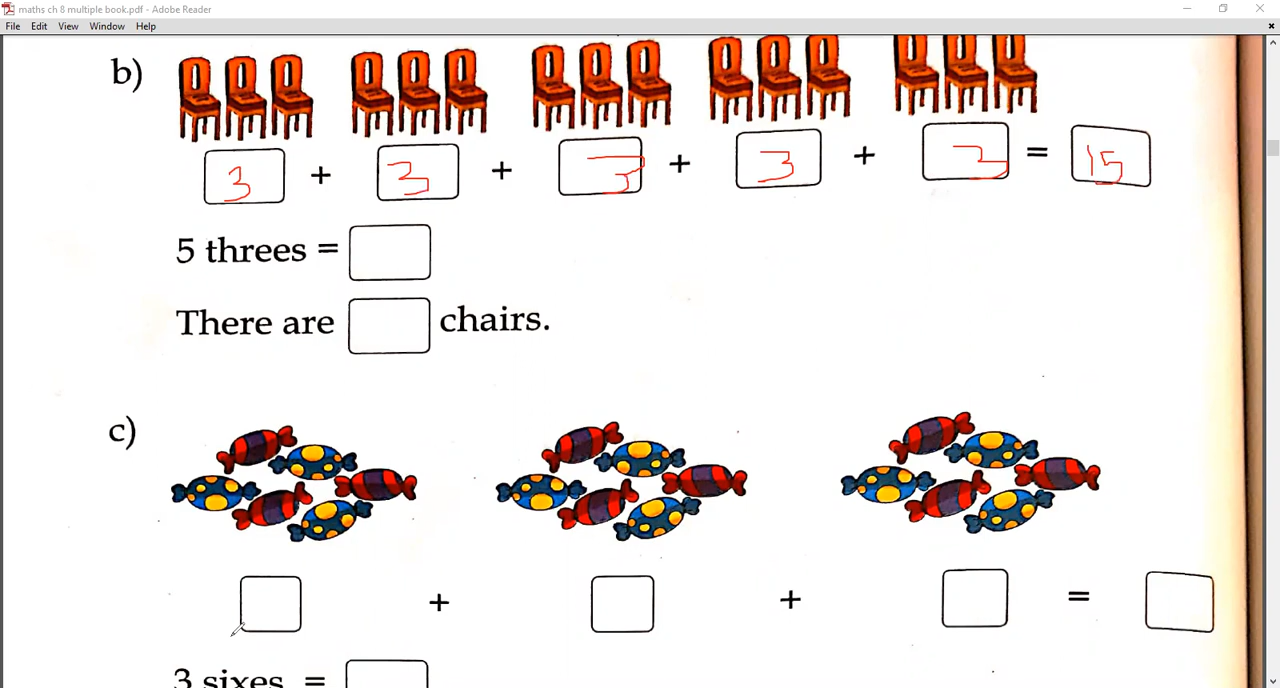 maths ch 8 multiple book.pdf - Adobe Reader
File Edit View Window Help
b)
3 + 3 + 3 + 3 + 3 = 15
5 threes =
There are chairs.
c)
+ + =
3 sixes =